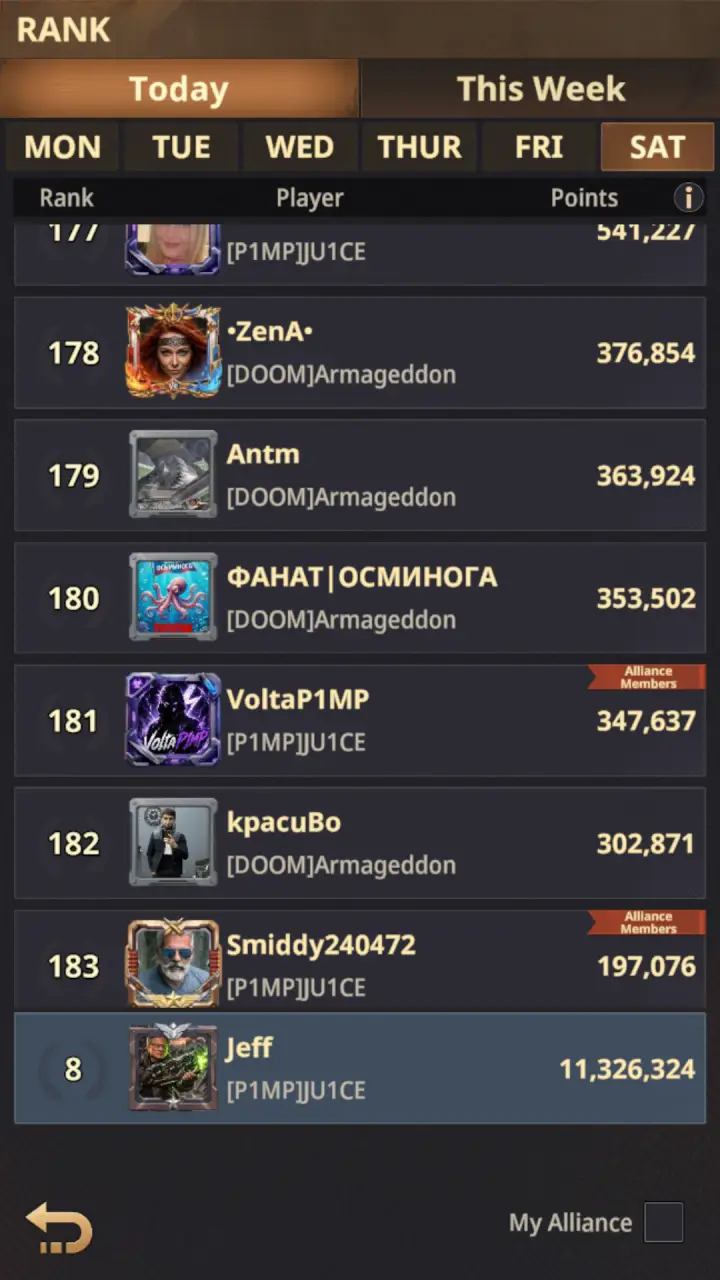 RANK
Today
This Week
MON TUE WED THUR FRI SAT
Rank Player Points
177 541,227
[P1MP]JU1CE
•ZenA•
178 376,854
[DOOM]Armageddon
Antm
179 363,924
[DOOM]Armageddon
ФАНАТ|ОСМИНОГА
180 353,502
[DOOM]Armageddon
Alliance
Members
VoltaP1MP
181 347,637
VoltaP1MP
[P1MP]JU1CE
kpacuBo
182 302,871
[DOOM]Armageddon
Alliance
Members
Smiddy240472
183 197,076
[P1MP]JU1CE
Jeff
8 11,326,324
[P1MP]JU1CE
My Alliance